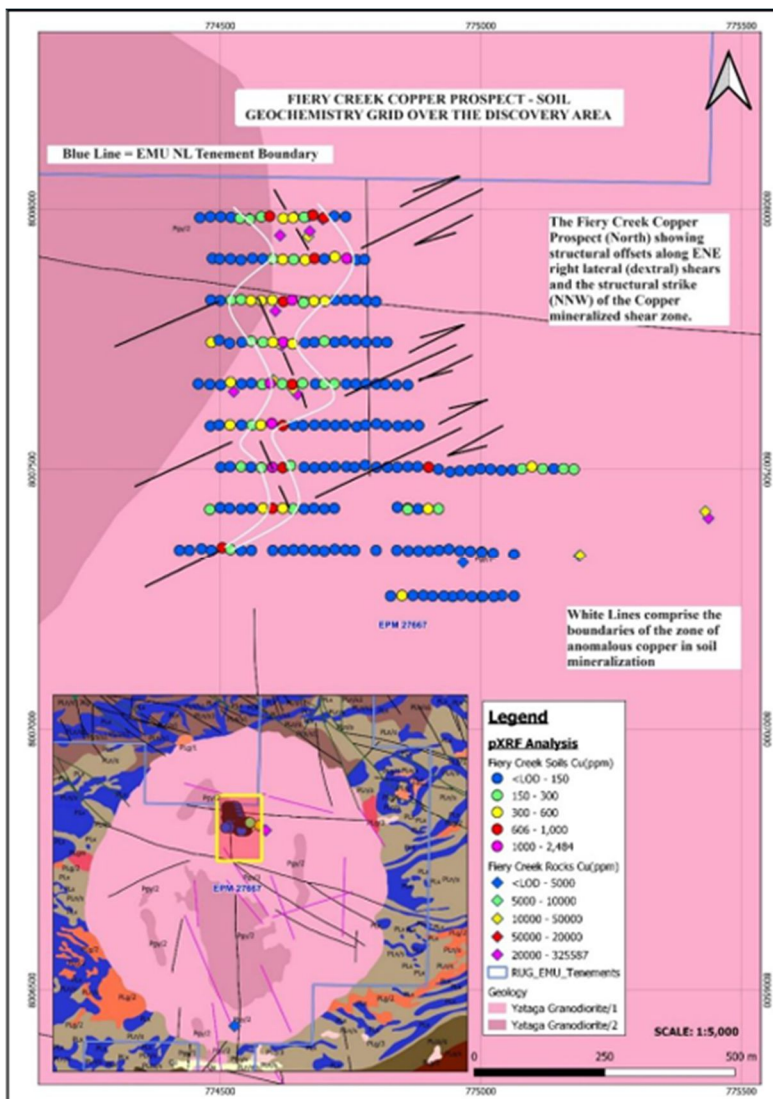 774500 775000 775500
FIERY CREEK COPPER PROSPECT - SOIL
GEOCHEMISTRY GRID OVER THE DISCOVERY AREA
Blue Line = EMU NL Tenement Boundary
8008000
8008000
Pgy/2
The Fiery Creek Copper
Prospect (North) showing
structural offsets along ENE
right lateral (dextral) shears
and the structural strike
(NNW) of the Copper
mineralized shear zone.
8007500
8007500
EPM 27667
White Lines comprise the
boundaries of the zone of
anomalous copper in soil
mineralization
8007000
8007000
EPM 27667
Legend
pXRF Analysis
Fiery Creek Soils Cu(ppm)
<LOD - 150
150 - 300
300 - 600
606 - 1,000
1000 - 2,484
Fiery Creek Rocks Cu(ppm)
<LOD - 5000
5000 - 10000
10000 - 50000
50000 - 20000
20000 - 325587
RUG_EMU_Tenements
Geology
Yataga Granodiorite/1
Yataga Granodiorite/2
8006500
8006500
SCALE: 1:5,000
0 250 500 m
774500 775000 775500